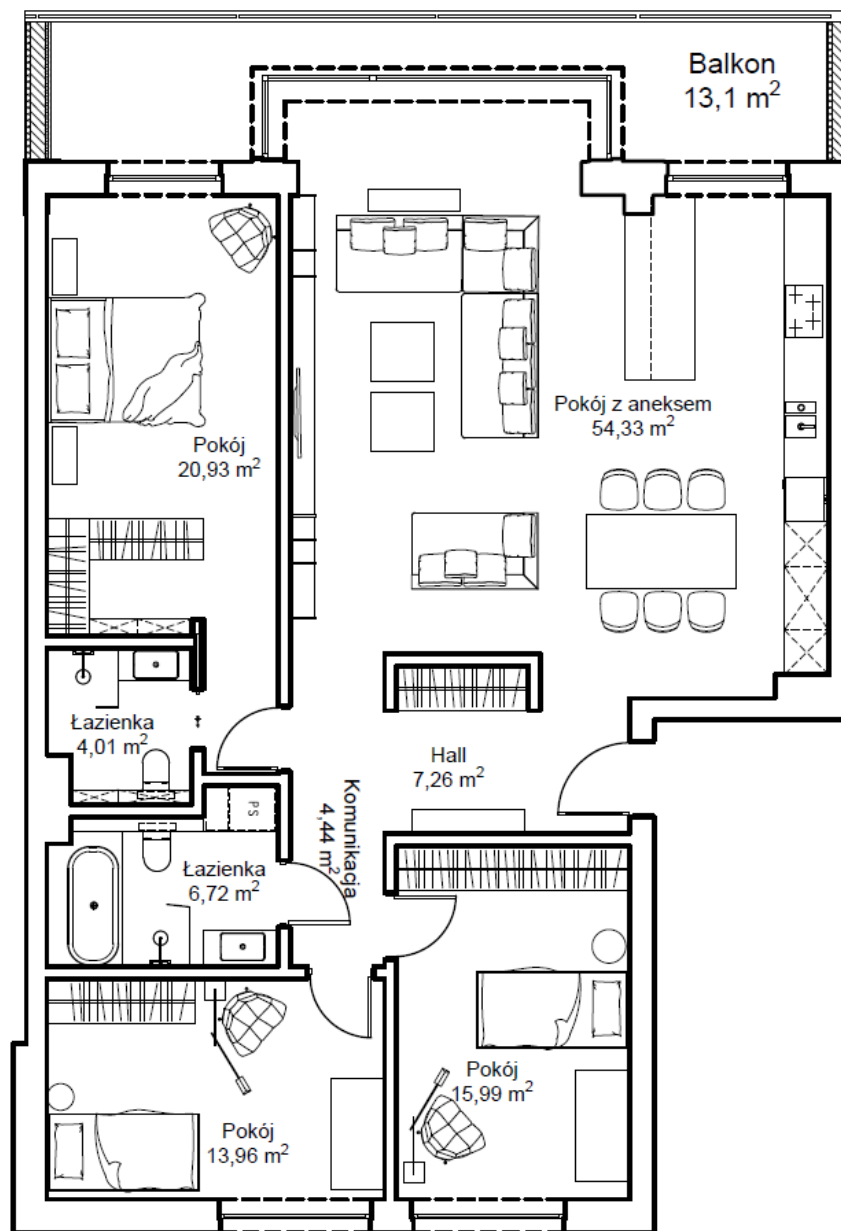 Balkon
13,1 m²
Pokój z aneksem
54,33 m²
Pokój
20,93 m²
Łazienka
4,01 m²
Hall
7,26 m²
Komunikacja
4,44 m²
PS
Łazienka
6,72 m²
Pokój
15,99 m²
Pokój
13,96 m²